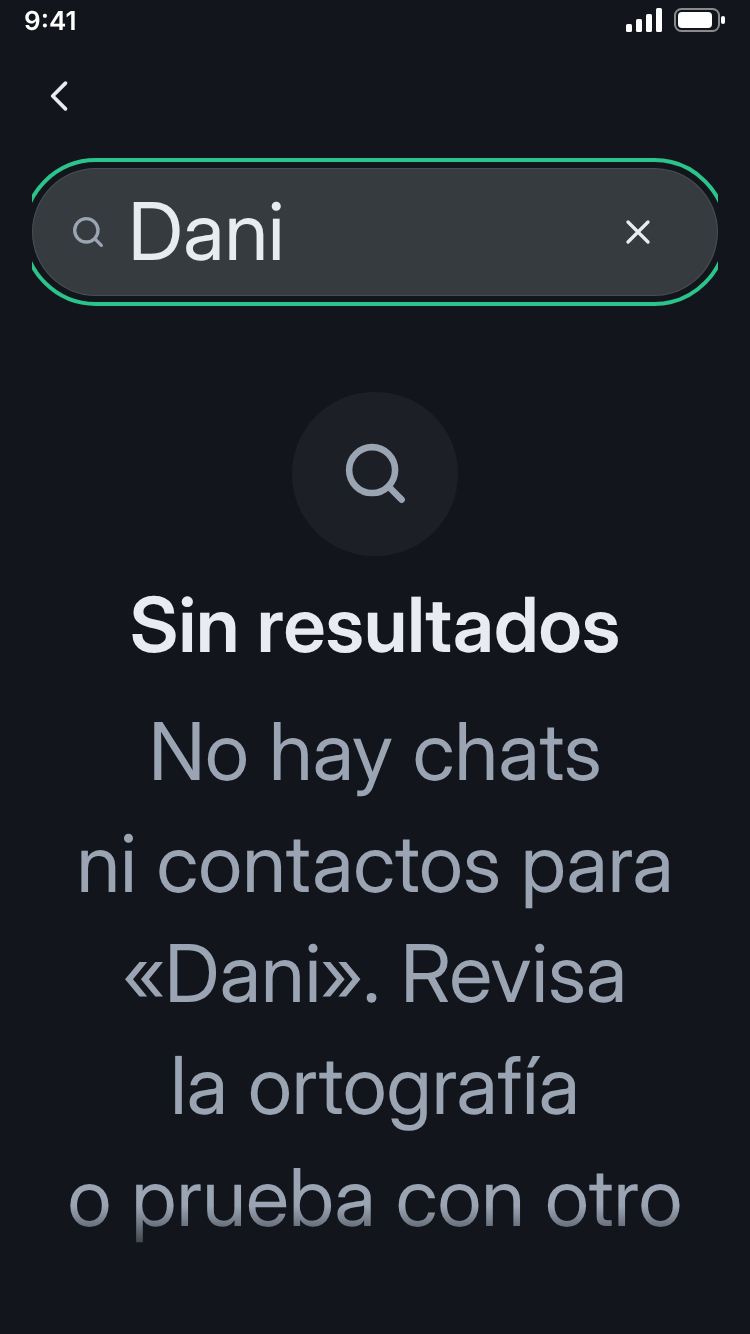 9:41
Dani
Sin resultados
No hay chats
ni contactos para
«Dani». Revisa
la ortografía
o prueba con otro